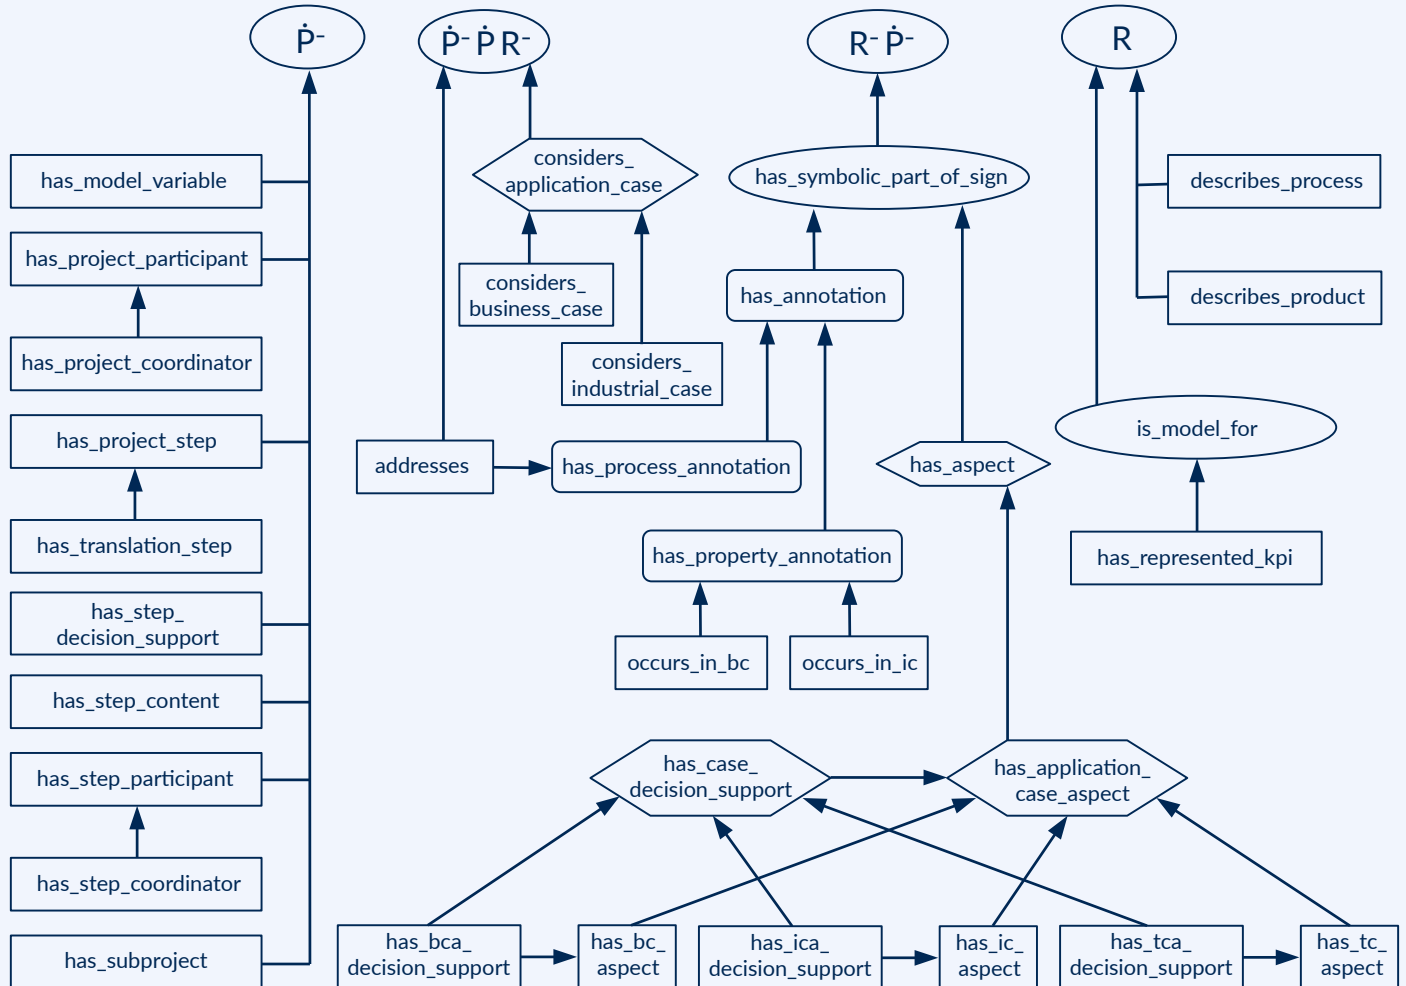 Ṗ⁻
Ṗ⁻ Ṗ R⁻
R⁻ Ṗ⁻
R
has_model_variable
has_project_participant
has_project_coordinator
has_project_step
has_translation_step
has_step_
decision_support
has_step_content
has_step_participant
has_step_coordinator
has_subproject
considers_
application_case
considers_
business_case
considers_
industrial_case
addresses
has_process_annotation
has_symbolic_part_of_sign
has_annotation
has_property_annotation
occurs_in_bc
occurs_in_ic
has_aspect
describes_process
describes_product
is_model_for
has_represented_kpi
has_case_
decision_support
has_application_
case_aspect
has_bca_
decision_support
has_bc_
aspect
has_ica_
decision_support
has_ic_
aspect
has_tca_
decision_support
has_tc_
aspect